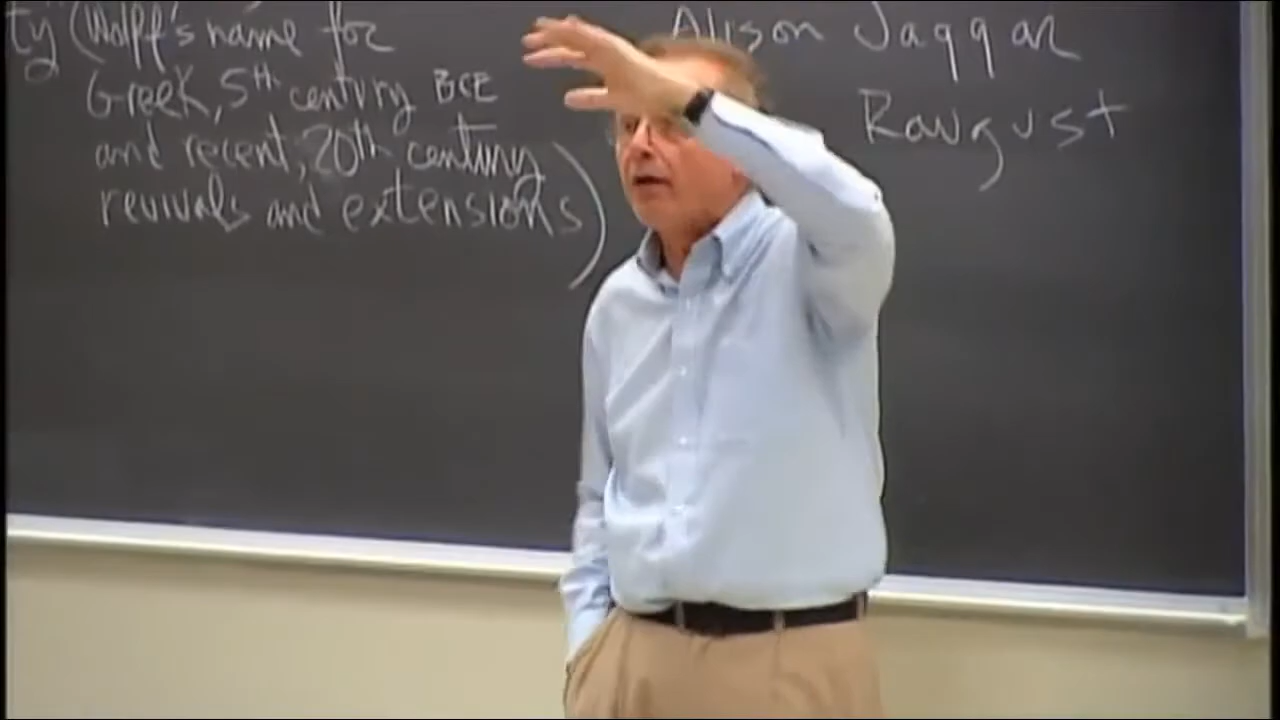 ty" (Wolff's name for
Greek, 5th century BCE
and recent, 20th century
revivals and extensions)
Alison Jaggar
Rawgust